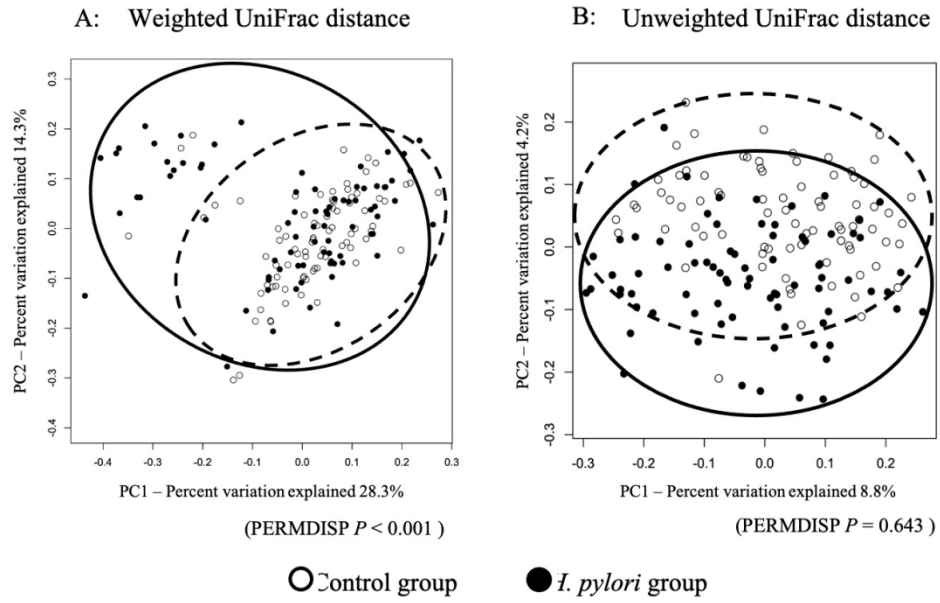 A: Weighted UniFrac distance
PC2 – Percent variation explained 14.3%
0.3
0.2
0.1
0.0
-0.1
-0.2
-0.3
-0.4
-0.4 -0.3 -0.2 -0.1 0.0 0.1 0.2 0.3
PC1 – Percent variation explained 28.3%
(PERMDISP P < 0.001 )
B: Unweighted UniFrac distance
PC2 – Percent variation explained 4.2%
0.2
0.1
0.0
-0.1
-0.2
-0.3
-0.3 -0.2 -0.1 0.0 0.1 0.2
PC1 – Percent variation explained 8.8%
(PERMDISP P = 0.643 )
Control group
H. pylori group